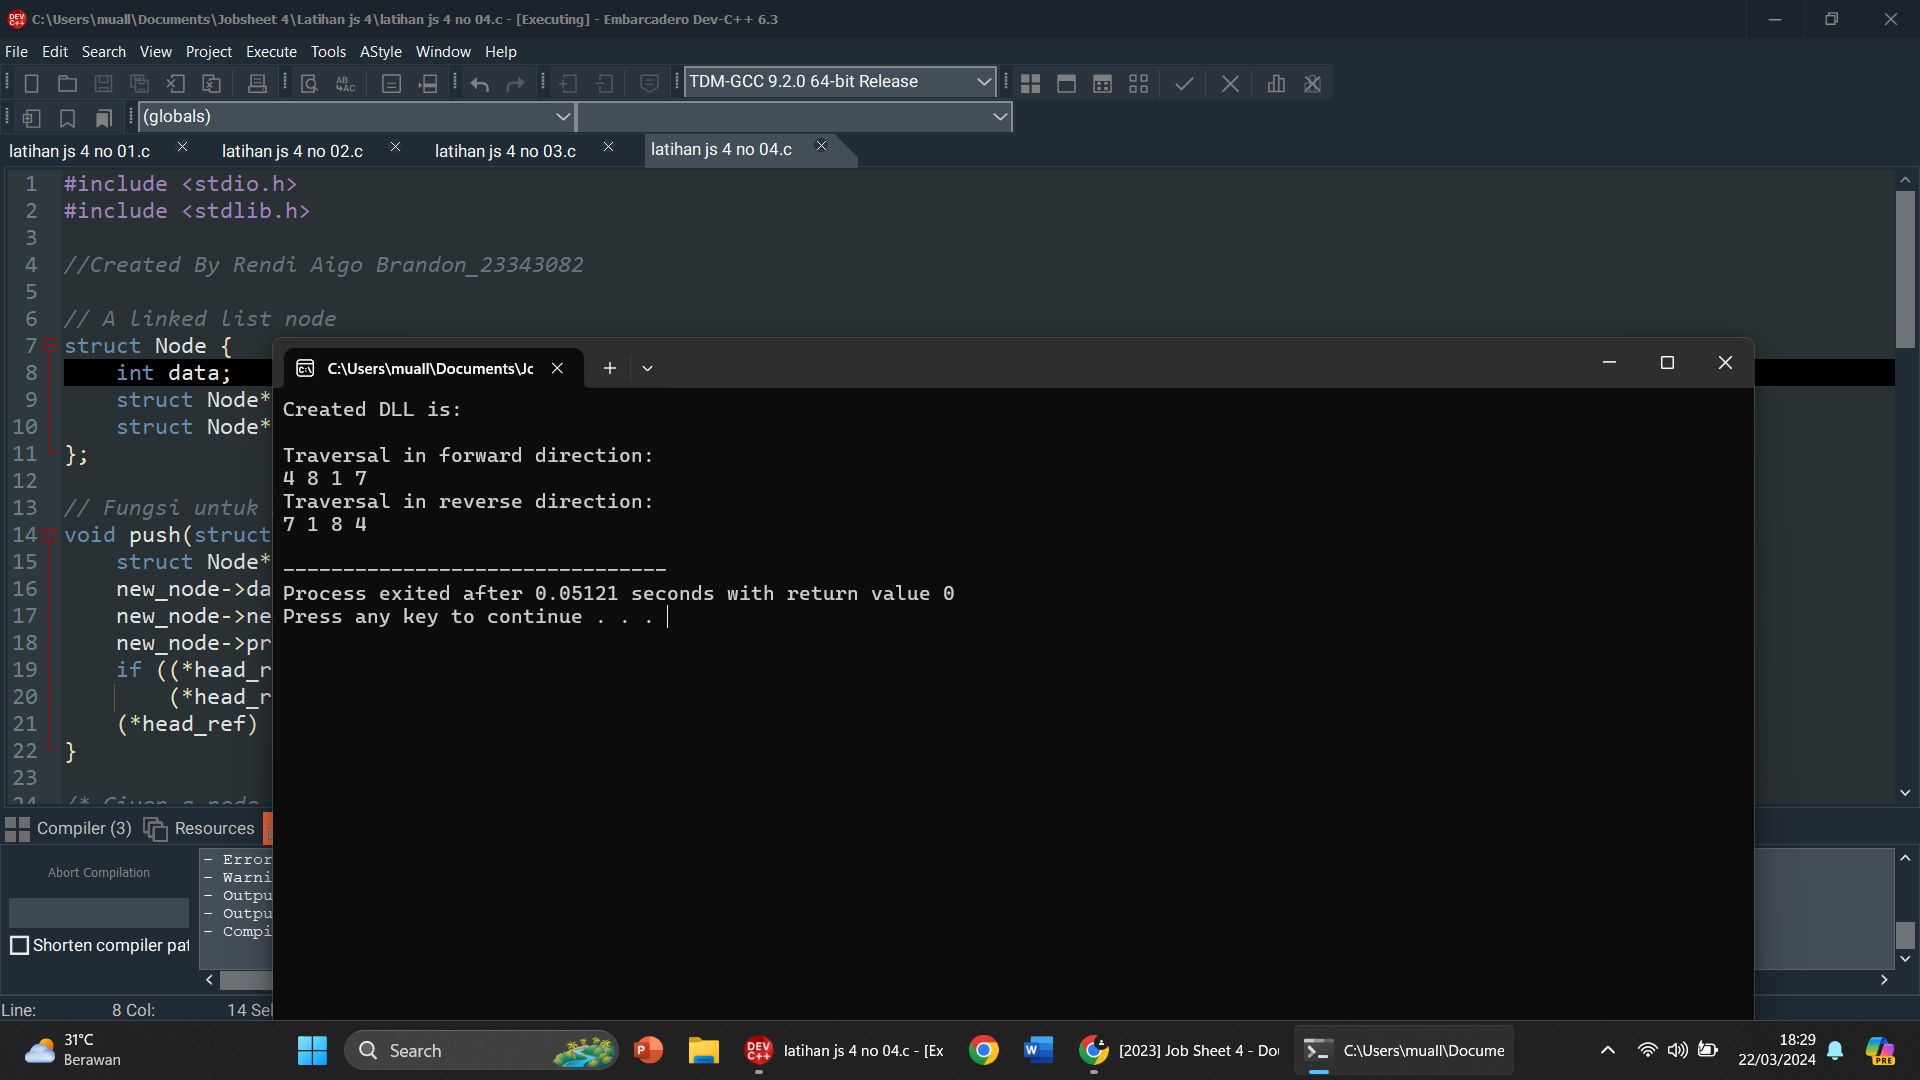 C:\Users\muall\Documents\Jobsheet 4\Latihan js 4\latihan js 4 no 04.c - [Executing] - Embarcadero Dev-C++ 6.3
File Edit Search View Project Execute Tools AStyle Window Help
TDM-GCC 9.2.0 64-bit Release
(globals)
latihan js 4 no 01.c latihan js 4 no 02.c latihan js 4 no 03.c latihan js 4 no 04.c
1 #include <stdio.h>
2 #include <stdlib.h>
3
4 //Created By Rendi Aigo Brandon_23343082
5
6 // A linked list node
7 struct Node {
8 int data;
9 struct Node*
10 struct Node*
11 };
12
13 // Fungsi untuk
14 void push(struct
15 struct Node*
16 new_node->da
17 new_node->ne
18 new_node->pr
19 if ((*head_r
20 (*head_r
21 (*head_ref)
22 }
23
24 /* Given a node
C:\Users\muall\Documents\Jc
Created DLL is:
Traversal in forward direction:
4 8 1 7
Traversal in reverse direction:
7 1 8 4
--------------------------------
Process exited after 0.05121 seconds with return value 0
Press any key to continue . . .
Compiler (3) Resources
Abort Compilation
Shorten compiler pat
- Error
- Warni
- Outpu
- Outpu
- Compi
Line: 8 Col: 14 Sel
31°C
Berawan
Search
latihan js 4 no 04.c - [Ex
[2023] Job Sheet 4 - Dou
C:\Users\muall\Docume
18:29
22/03/2024